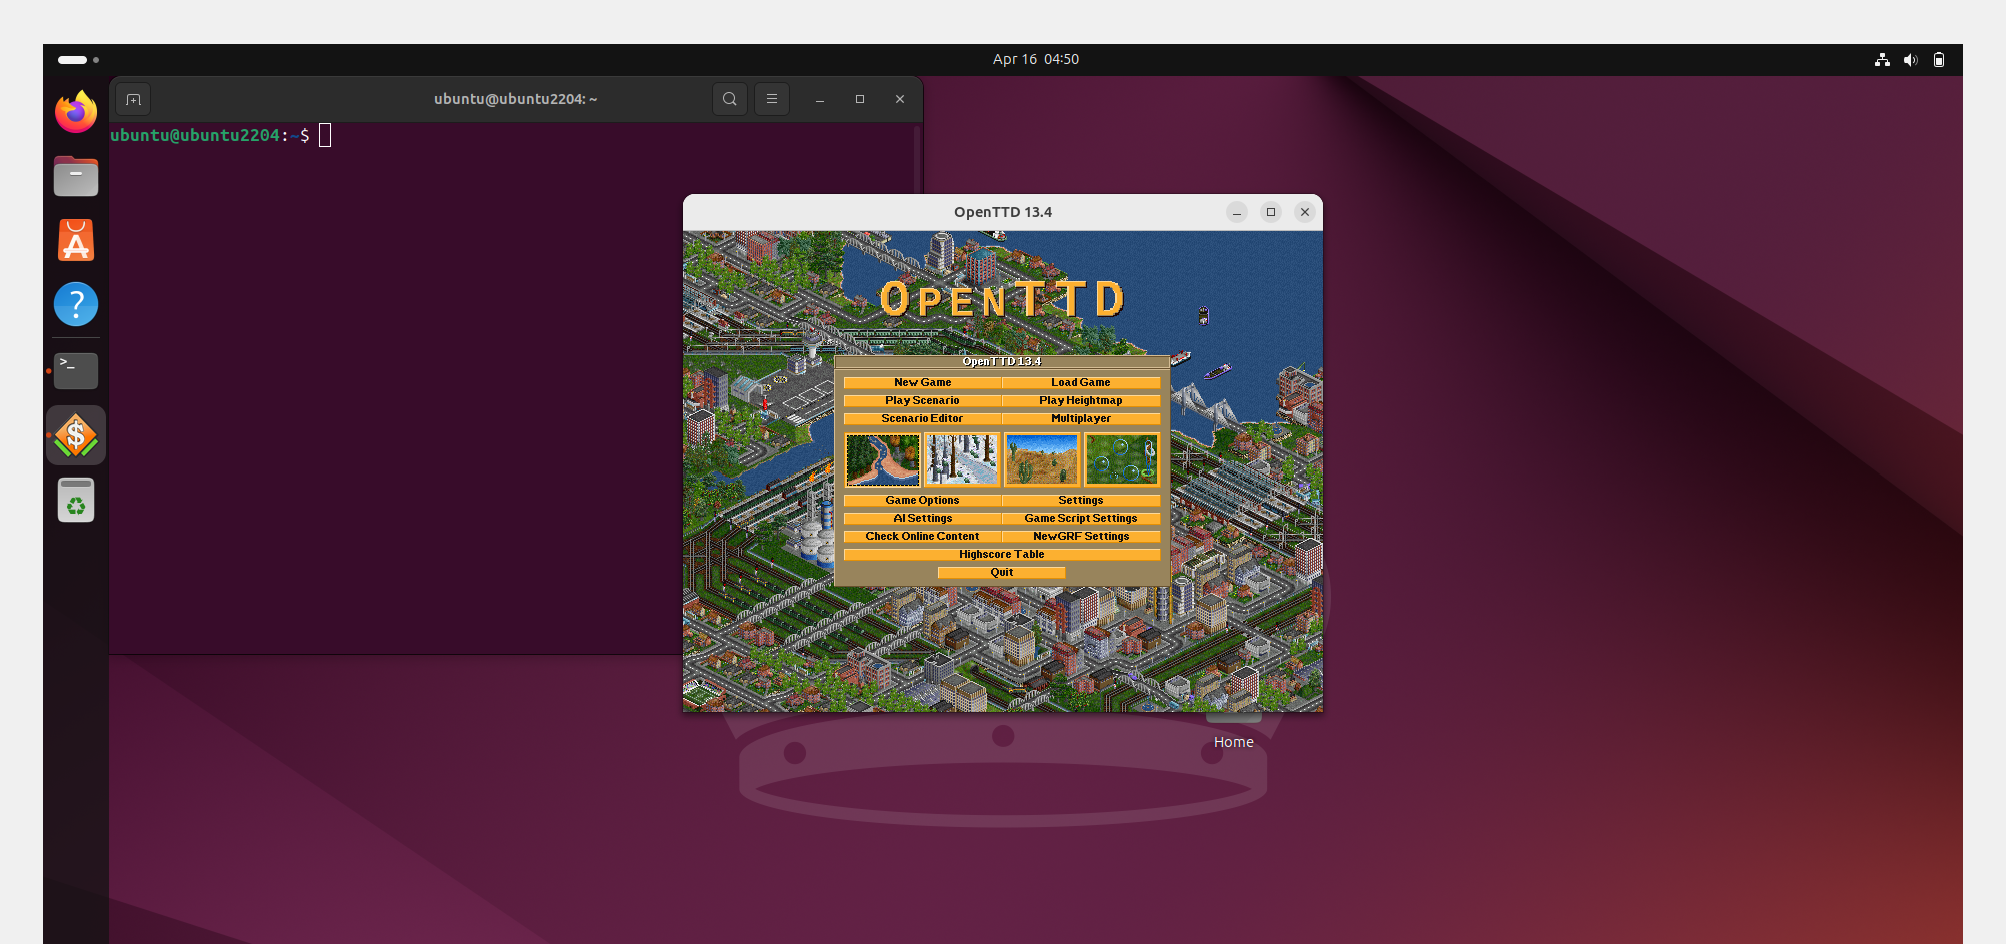 Apr 16 04:50
ubuntu@ubuntu2204: ~
ubuntu@ubuntu2204:~$
OpenTTD 13.4
OPENTTD
OpenTTD 13.4
New Game
Load Game
Play Scenario
Play Heightmap
Scenario Editor
Multiplayer
Game Options
Settings
AI Settings
Game Script Settings
Check Online Content
NewGRF Settings
Highscore Table
Quit
Home